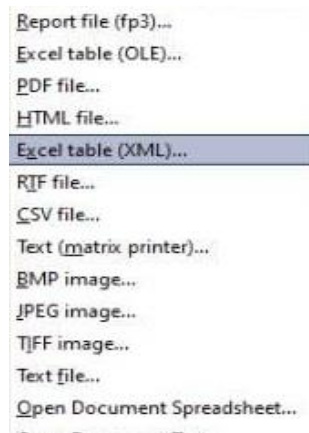 Report file (fp3)...
Excel table (OLE)...
PDF file...
HTML file...
Excel table (XML)...
RTF file...
CSV file...
Text (matrix printer)...
BMP image...
JPEG image...
TIFF image...
Text file...
Open Document Spreadsheet...